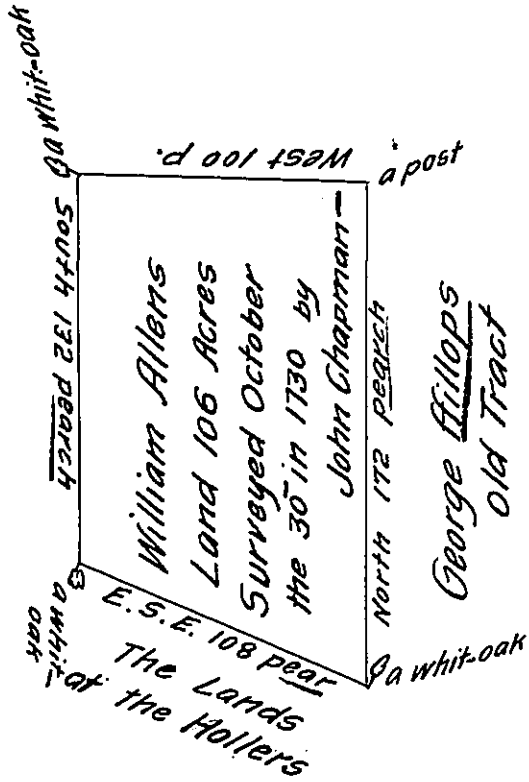 a whit-oak
West 100 p.
a post
South 132 pearch
William Allens
Land 106 Acres
Surveyed October
the 30 in 1730 by
John Chapman—
North 172 pearch
George ffillops
old Tract
a whit-
oak
E.S.E. 108 pear
The Lands
at the Hollers
a whit-oak